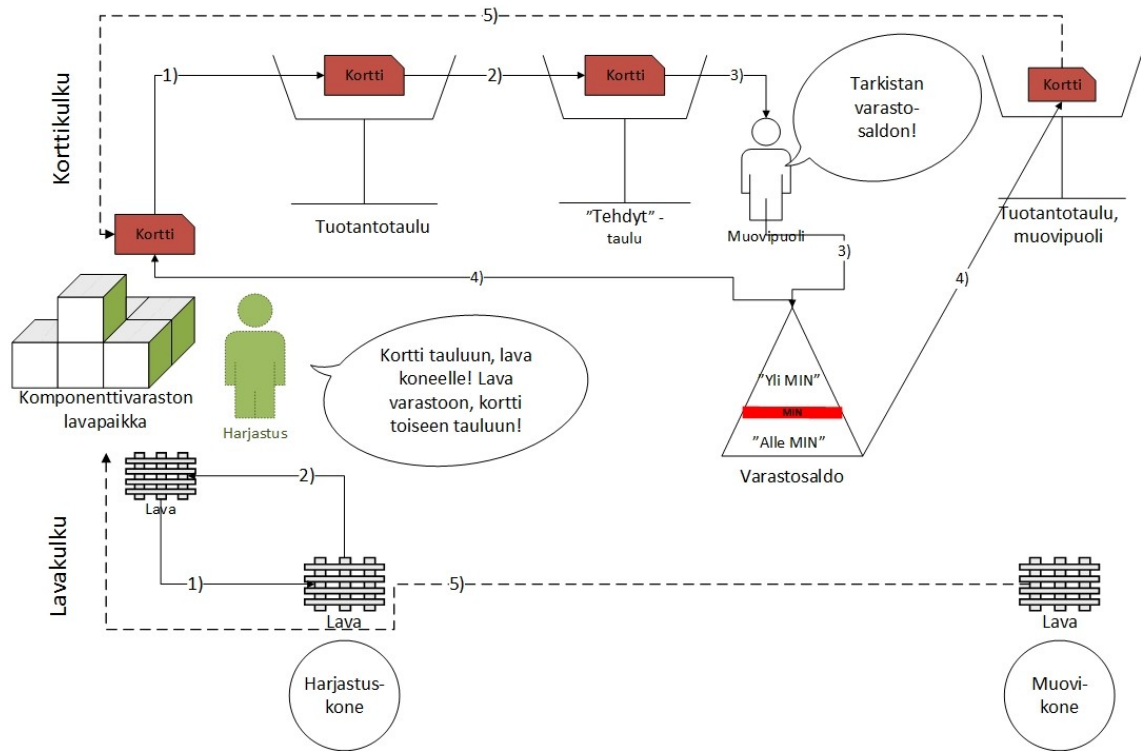 5)
1)
Kortti
2)
Kortti
3)
Tarkistan
varasto-
saldon!
Kortti
Korttikulku
Tuotantotaulu
”Tehdyt” -
taulu
Muovipuoli
Tuotantotaulu,
muovipuoli
Kortti
3)
4)
4)
Komponenttivaraston
lavapaikka
Harjastus
Kortti tauluun, lava
koneelle! Lava
varastoon, kortti
toiseen tauluun!
”Yli MIN”
MIN
”Alle MIN”
Varastosaldo
Lavakulku
Lava
2)
1)
Lava
5)
Lava
Harjastus-
kone
Muovi-
kone